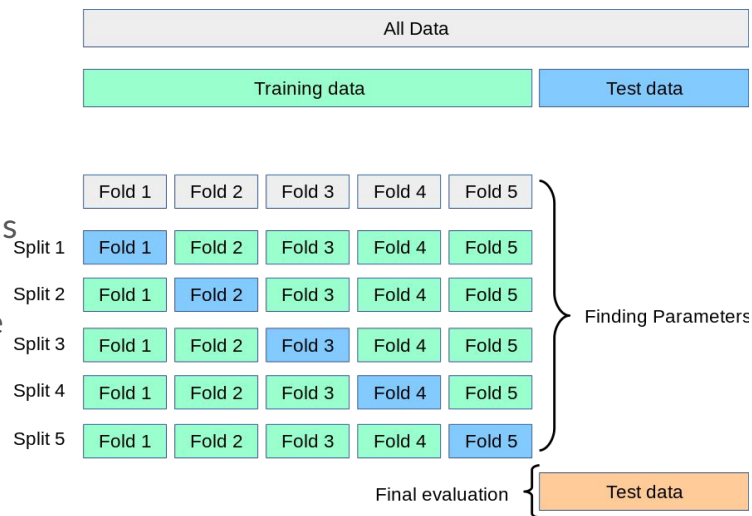 All Data
Training data Test data
Fold 1 Fold 2 Fold 3 Fold 4 Fold 5
s
Split 1 Fold 1 Fold 2 Fold 3 Fold 4 Fold 5
Split 2 Fold 1 Fold 2 Fold 3 Fold 4 Fold 5
Finding Parameters
e
Split 3 Fold 1 Fold 2 Fold 3 Fold 4 Fold 5
Split 4 Fold 1 Fold 2 Fold 3 Fold 4 Fold 5
Split 5 Fold 1 Fold 2 Fold 3 Fold 4 Fold 5
Final evaluation Test data